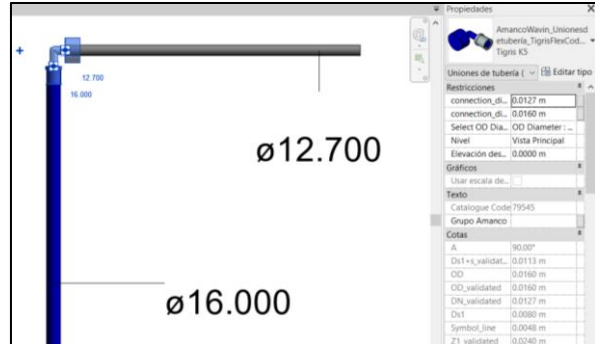 Propiedades
AmancoWavin_Unionesd
etubería_TigrisFlexCod...
Tigris K5
Uniones de tubería (
Editar tipo
Restricciones
connection_di... 0.0127 m
connection_di... 0.0160 m
Select OD Dia... OD Diameter : ...
Nivel Vista Principal
Elevación des... 0.0000 m
Gráficos
Usar escala de...
Texto
Catalogue Code 79545
Grupo Amanco
Cotas
A 90.00°
Ds1+s_validat... 0.0113 m
OD 0.0160 m
OD_validated 0.0160 m
DN_validated 0.0127 m
Ds1 0.0080 m
Symbol_line 0.0048 m
Z1_validated 0.0240 m
12.700
16.000
ø12.700
ø16.000